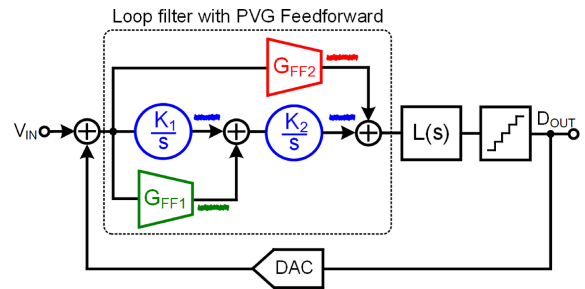 Loop filter with PVG Feedforward
G_FF2
V_IN
K_1
s
K_2
s
L(s)
D_OUT
G_FF1
DAC